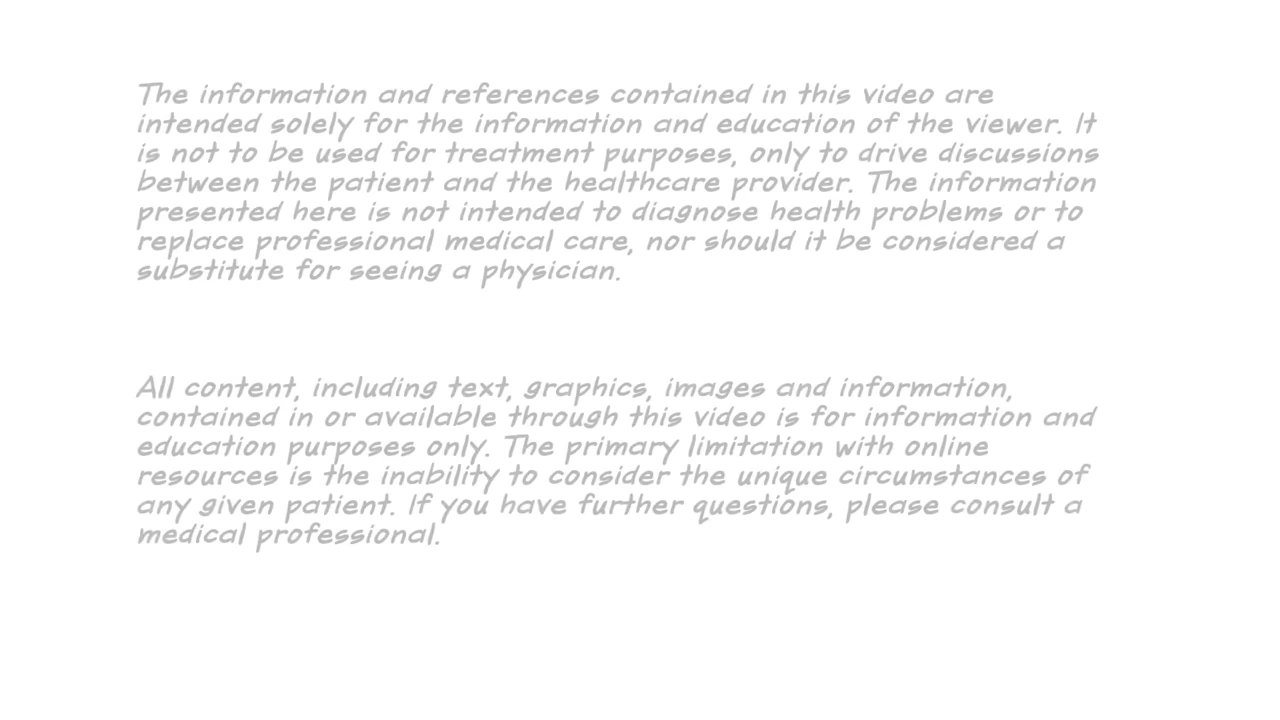 The information and references contained in this video are
intended solely for the information and education of the viewer. It
is not to be used for treatment purposes, only to drive discussions
between the patient and the healthcare provider. The information
presented here is not intended to diagnose health problems or to
replace professional medical care, nor should it be considered a
substitute for seeing a physician.
All content, including text, graphics, images and information,
contained in or available through this video is for information and
education purposes only. The primary limitation with online
resources is the inability to consider the unique circumstances of
any given patient. If you have further questions, please consult a
medical professional.